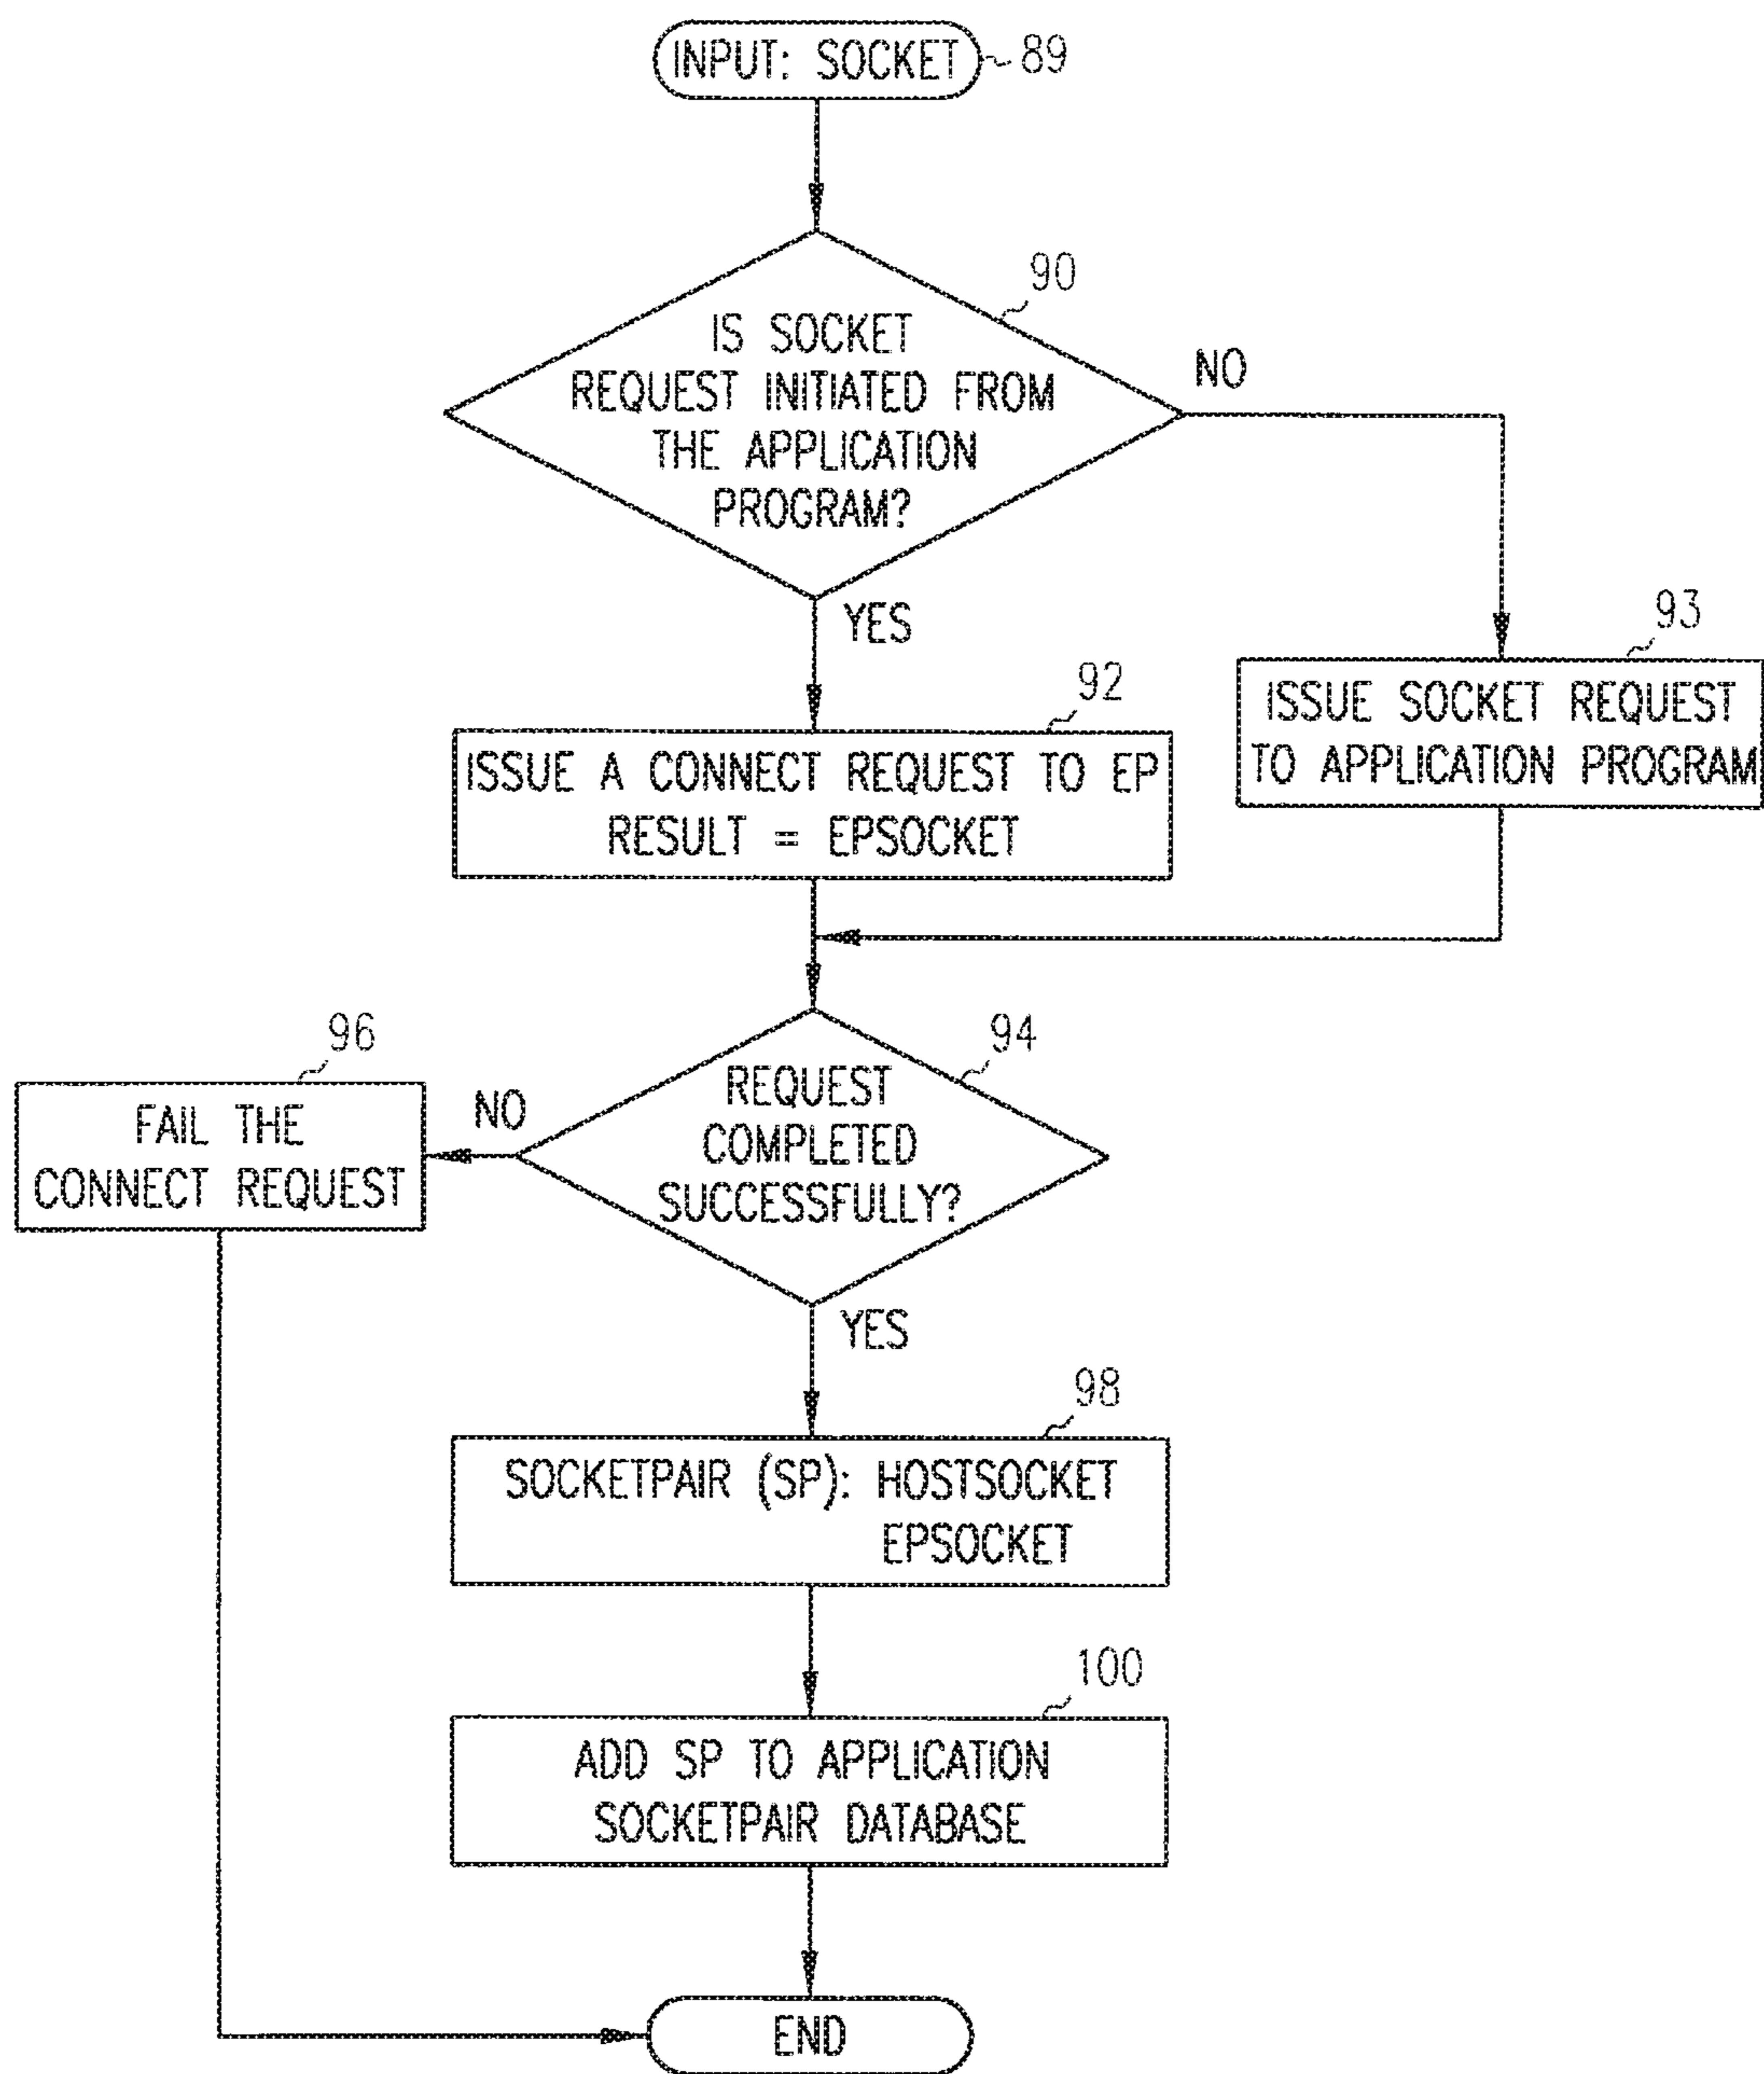 INPUT: SOCKET
89
90
IS SOCKET
REQUEST INITIATED FROM
THE APPLICATION
PROGRAM?
NO
YES
93
ISSUE SOCKET REQUEST
TO APPLICATION PROGRAM
92
ISSUE A CONNECT REQUEST TO EP
RESULT = EPSOCKET
94
REQUEST
COMPLETED
SUCCESSFULLY?
NO
96
FAIL THE
CONNECT REQUEST
YES
98
SOCKETPAIR (SP): HOSTSOCKET
EPSOCKET
100
ADD SP TO APPLICATION
SOCKETPAIR DATABASE
END